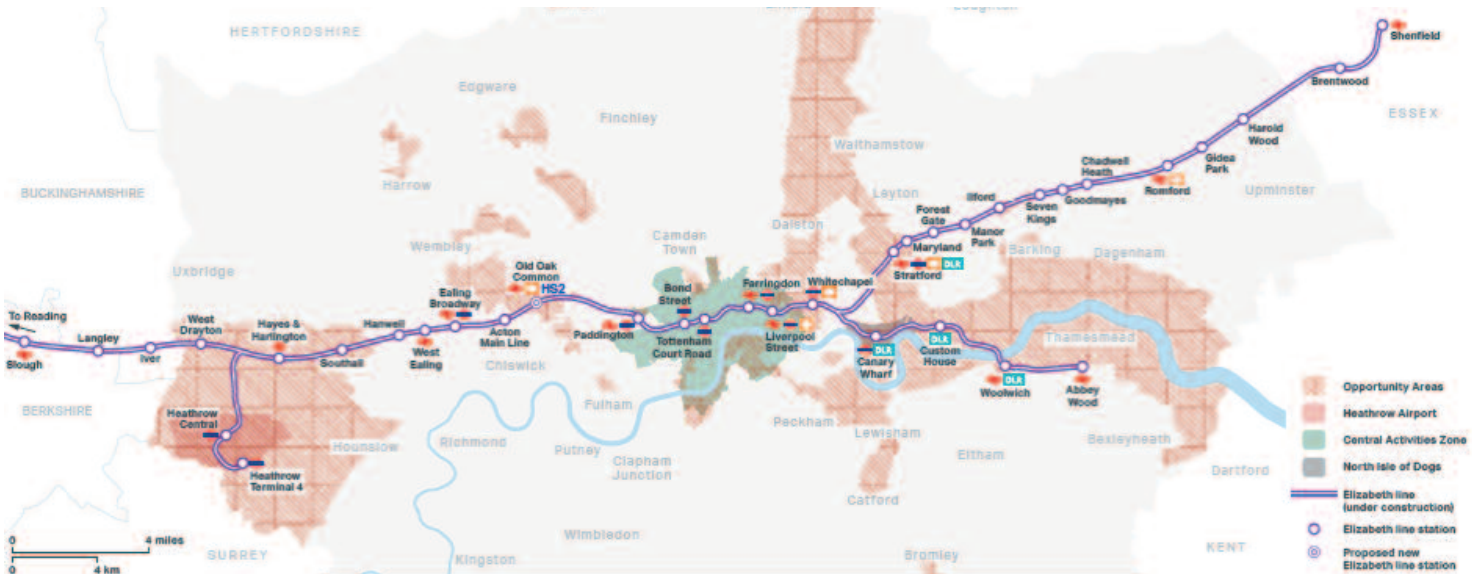 HERTFORDSHIRE
Shenfield
Brentwood
Edgware
ESSEX
Finchley
Harold
Wood
Walthamstow
Gidea
Park
Chadwell
Heath
BUCKINGHAMSHIRE
Harrow
Leyton
Ilford
Romford
Upminster
Seven
Kings
Goodmayes
Forest
Gate
Manor
Park
Dalston
Camden
Town
Wembley
Maryland
Barking
Dagenham
Uxbridge
Old Oak
Common
HS2
Stratford
DLR
Ealing
Broadway
Bond
Street
Farringdon
Whitechapel
To Reading
West
Drayton
Hayes &
Harlington
Hanwell
Langley
Iver
Slough
Southall
West
Ealing
Acton
Main Line
Paddington
Tottenham
Court Road
Liverpool
Street
Canary
Wharf
DLR
Custom
House
DLR
Thamesmead
Chiswick
Woolwich
DLR
Abbey
Wood
BERKSHIRE
Fulham
Heathrow
Central
Hounslow
Richmond
Putney
Clapham
Junction
Peckham
Lewisham
Eltham
Bexleyheath
Dartford
Heathrow
Terminal 4
Catford
Wimbledon
Kingston
Bromley
SURREY
KENT
0 4 miles
0 4 km
Opportunity Areas
Heathrow Airport
Central Activities Zone
North Isle of Dogs
Elizabeth line
(under construction)
Elizabeth line station
Proposed new
Elizabeth line station